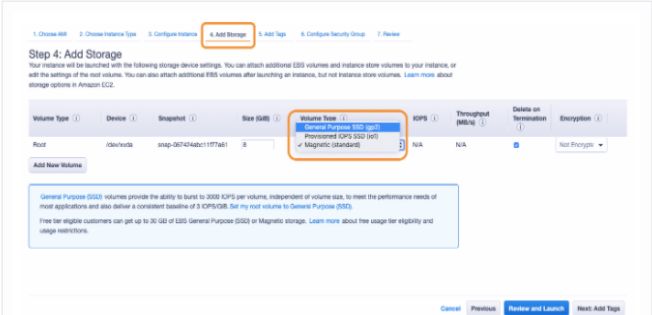 1. Choose AMI 2. Choose Instance Type 3. Configure Instance 4. Add Storage 5. Add Tags 6. Configure Security Group 7. Review
Step 4: Add Storage
Your instance will be launched with the following storage device settings. You can attach additional EBS volumes and instance store volumes to your instance, or
edit the settings of the root volume. You can also attach additional EBS volumes after launching an instance, but not instance store volumes. Learn more about
storage options in Amazon EC2.
Volume Type Device Snapshot Size (GiB) Volume Type IOPS Throughput (MB/s) Delete on Termination Encryption
General Purpose SSD (gp2)
Provisioned IOPS SSD (io1)
✓ Magnetic (standard)
Root /dev/xvda 8 N/A N/A Not Encrypte
Add New Volume
General Purpose (SSD) volumes provide the ability to burst to 3000 IOPS per volume, independent of volume size, to meet the performance needs of
most applications and also deliver a consistent baseline of 3 IOPS/GiB. Set my root volume to General Purpose (SSD).
Free tier eligible customers can get up to 30 GB of EBS General Purpose (SSD) or Magnetic storage. Learn more about free usage tier eligibility and
usage restrictions.
Cancel Previous Review and Launch Next: Add Tags